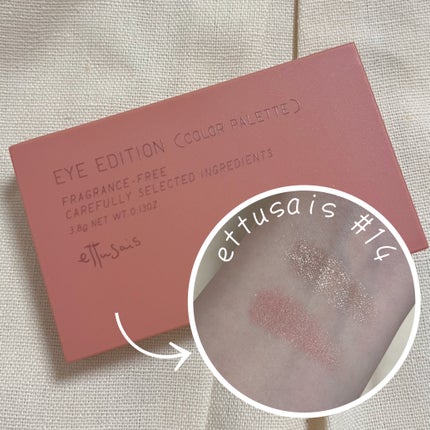 EYE EDITION (COLOR PALETTE)
FRAGRANCE-FREE
CAREFULLY SELECTED INGREDIENTS
3.8g NET WT. 0.13OZ
ettusais
ettusais #14